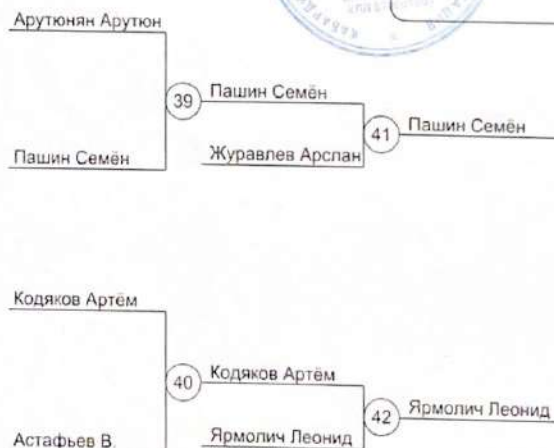 Арутюнян Арутюн
39
Пашин Семён
41
Пашин Семён
Пашин Семён
Журавлев Арслан
Кодяков Артём
40
Кодяков Артём
42
Ярмолич Леонид
Астафьев В.
Ярмолич Леонид